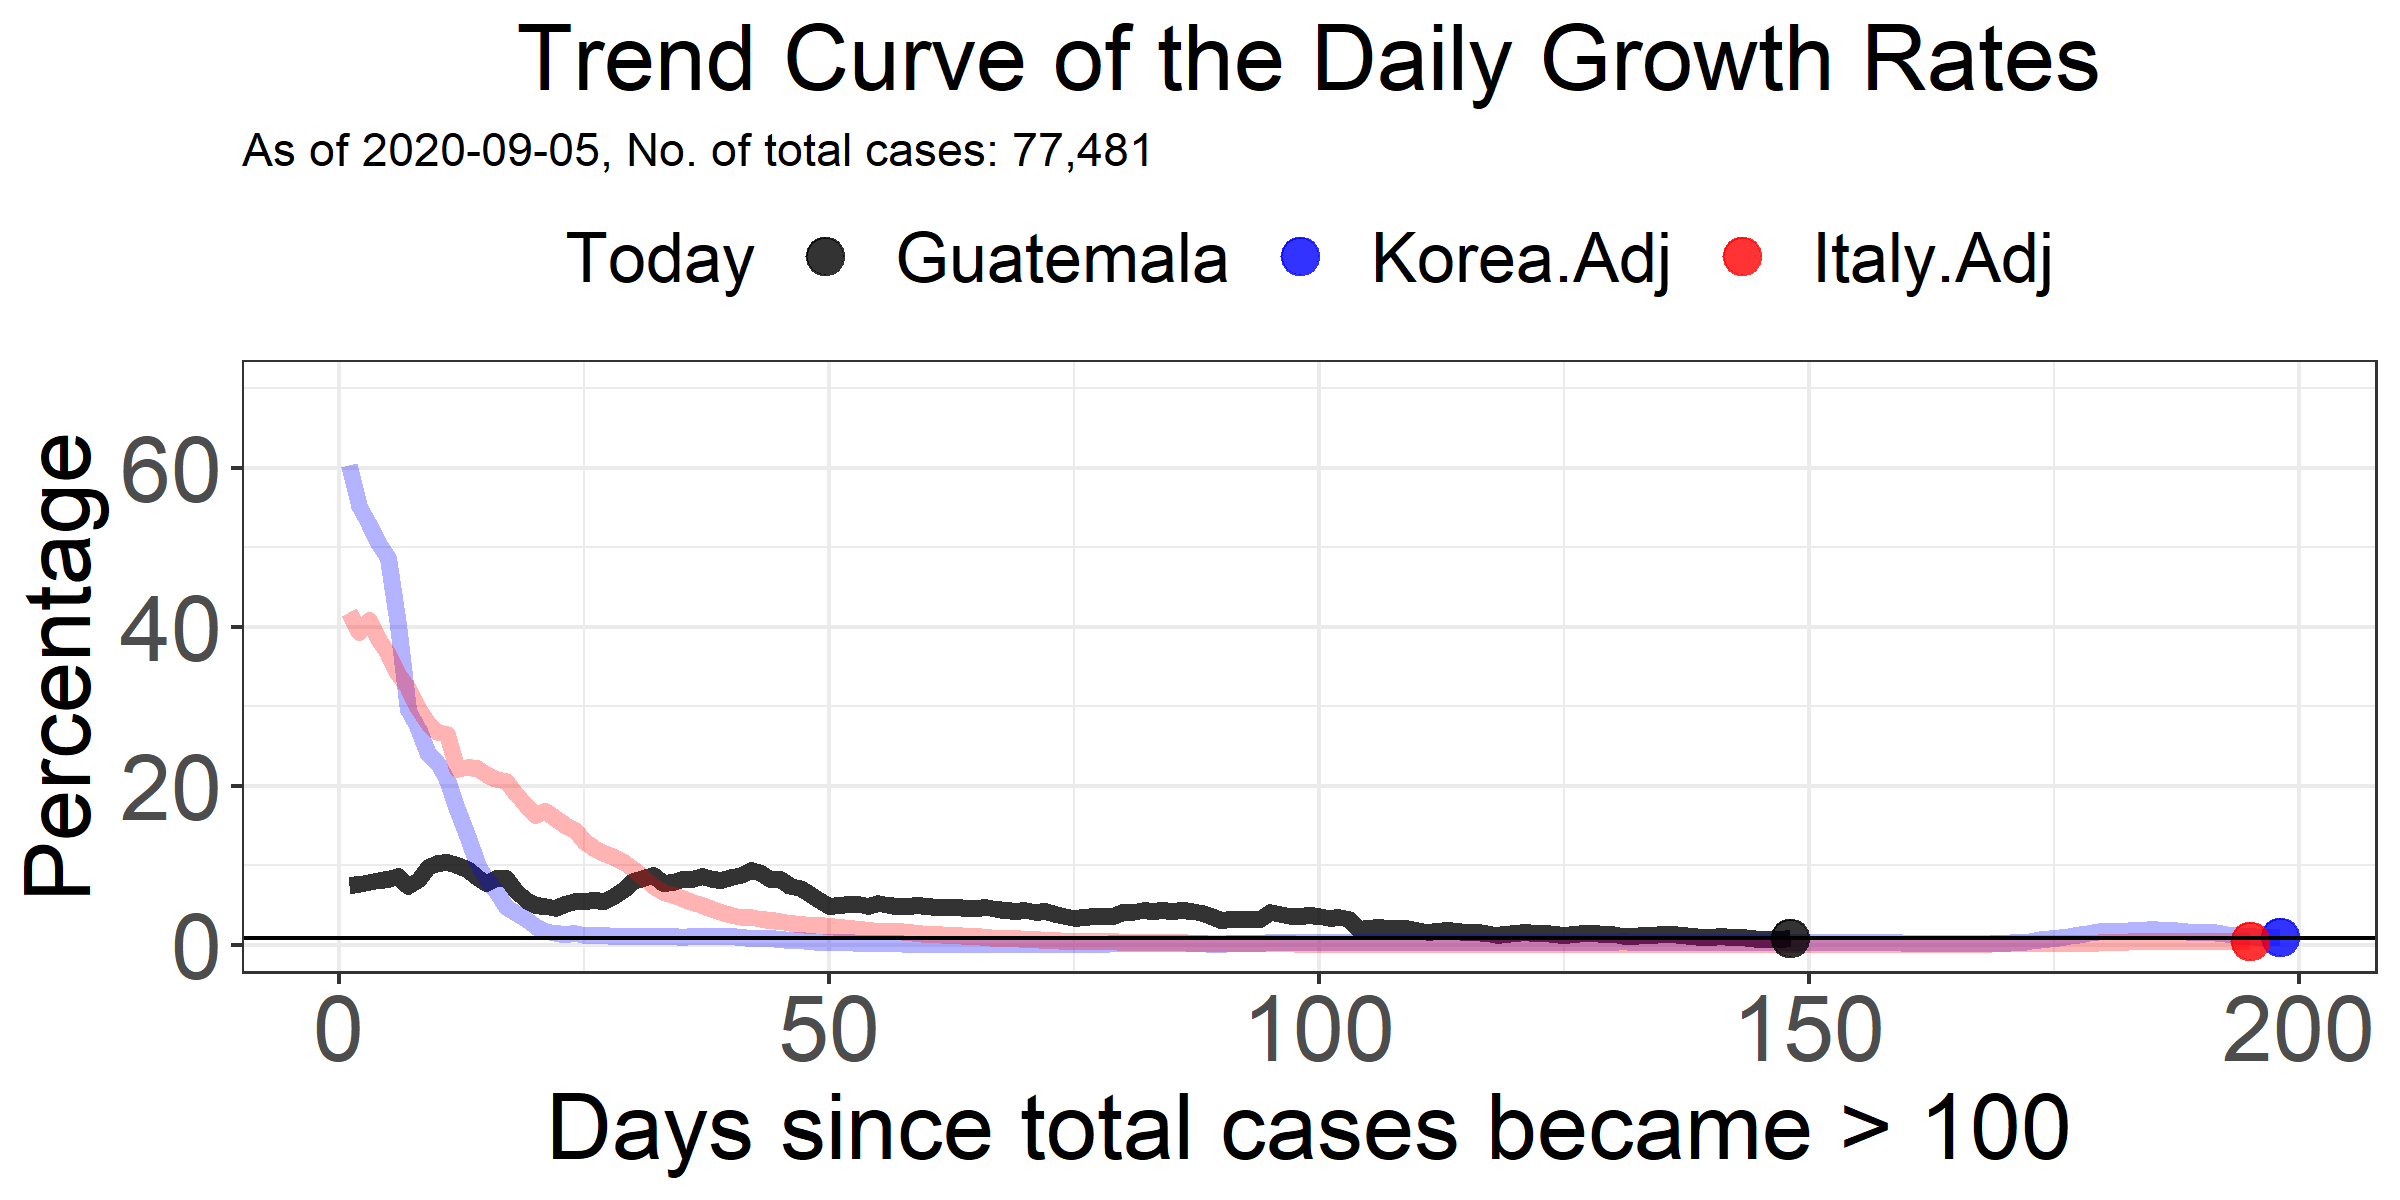 Trend Curve of the Daily Growth Rates
As of 2020-09-05, No. of total cases: 77,481
Today Guatemala Korea.Adj Italy.Adj
Percentage
60
40
20
0
0 50 100 150 200
Days since total cases became > 100